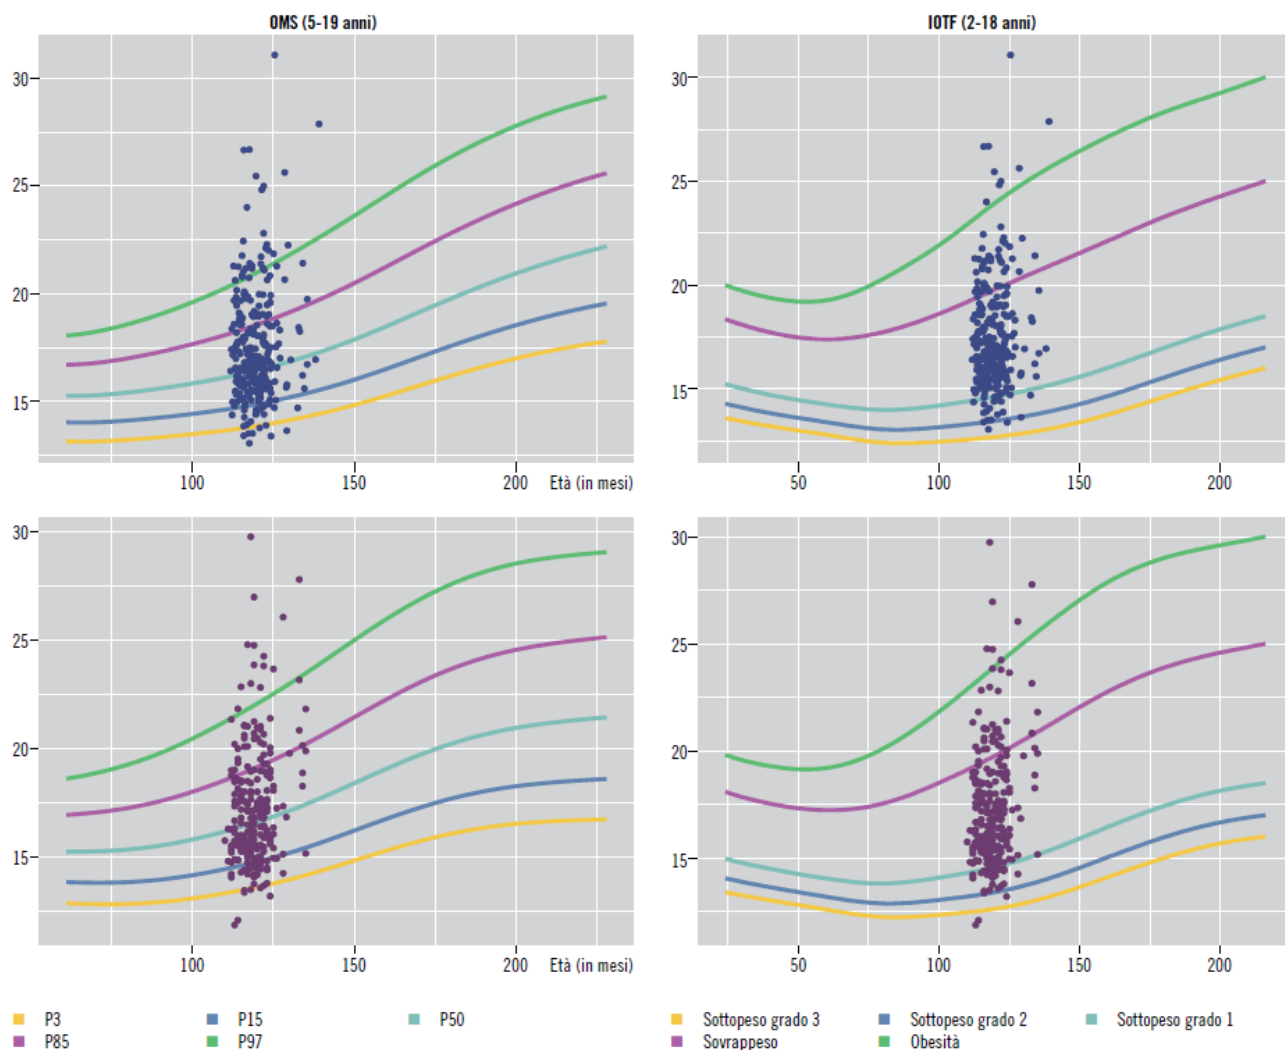 OMS (5-19 anni)
IOTF (2-18 anni)
30
25
20
15
100
150
200
Età (in mesi)
30
25
20
15
50
100
150
200
30
25
20
15
100
150
200
Età (in mesi)
30
25
20
15
50
100
150
200
P3
P15
P50
P85
P97
Sottopeso grado 3
Sottopeso grado 2
Sottopeso grado 1
Sovrappeso
Obesità